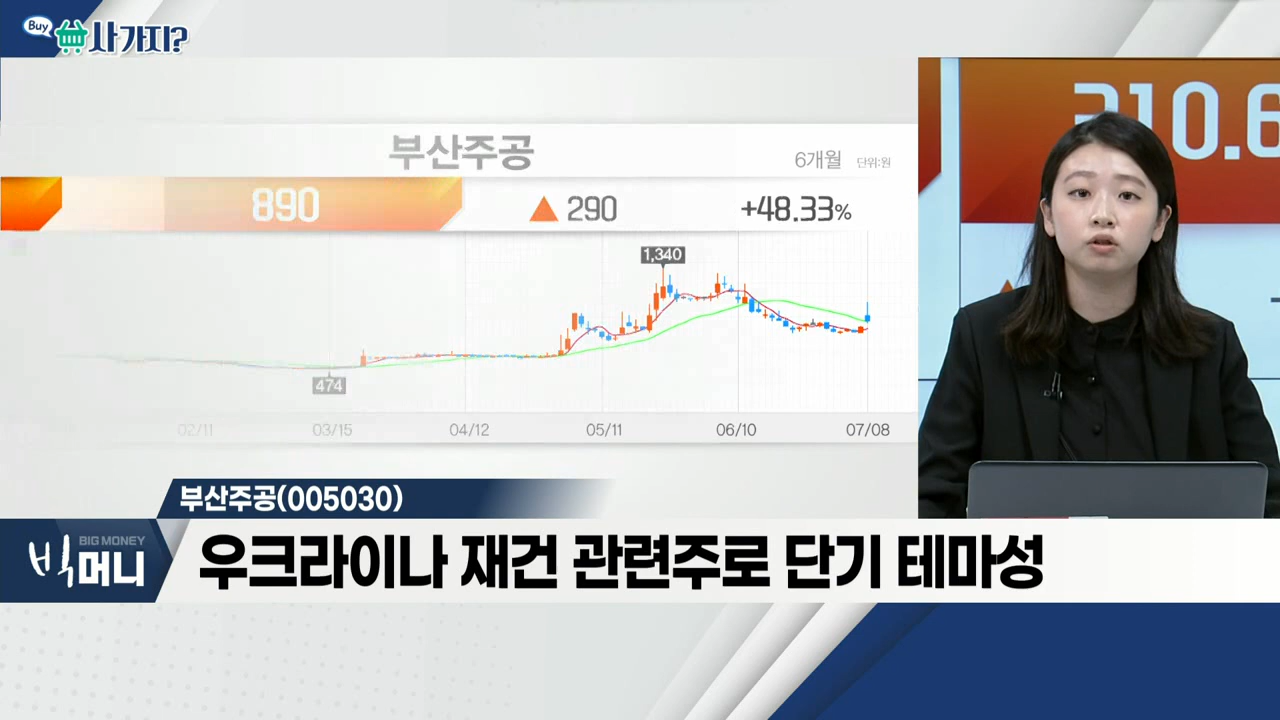 Buy
사가지?
310.6
부산주공
6개월 단위:원
890 ▲ 290 +48.33%
1,340
474
02/11 03/15 04/12 05/11 06/10 07/08
부산주공(005030)
BIG MONEY
빅머니
우크라이나 재건 관련주로 단기 테마성